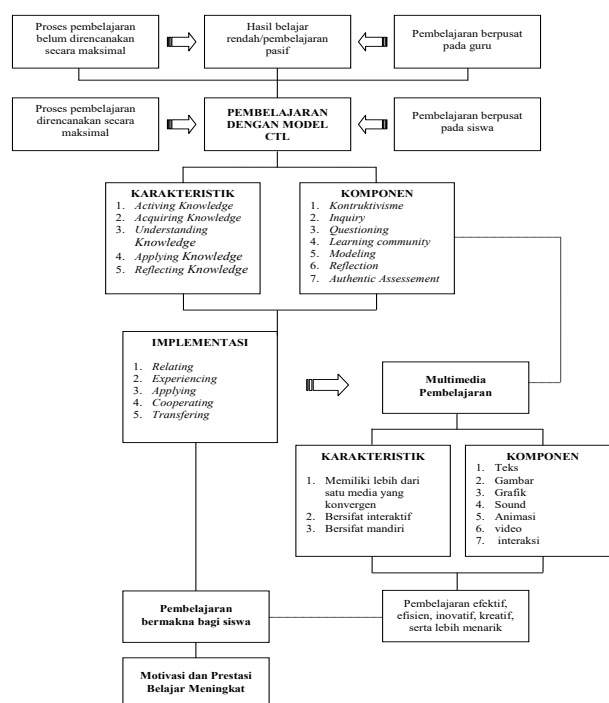 Proses pembelajaran
belum direncanakan
secara maksimal
Hasil belajar
rendah/pembelajaran
pasif
Pembelajaran berpusat
pada guru
Proses pembelajaran
direncanakan secara
maksimal
PEMBELAJARAN
DENGAN MODEL
CTL
Pembelajaran berpusat
pada siswa
KARAKTERISTIK
1. Activing Knowledge
2. Acquiring Knowledge
3. Understanding
Knowledge
4. Applying Knowledge
5. Reflecting Knowledge
KOMPONEN
1. Kontruktivisme
2. Inquiry
3. Questioning
4. Learning community
5. Modeling
6. Reflection
7. Authentic Assessement
IMPLEMENTASI
1. Relating
2. Experiencing
3. Applying
4. Cooperating
5. Transfering
Multimedia
Pembelajaran
KARAKTERISTIK
1. Memiliki lebih dari
satu media yang
konvergen
2. Bersifat interaktif
3. Bersifat mandiri
KOMPONEN
1. Teks
2. Gambar
3. Grafik
4. Sound
5. Animasi
6. video
7. interaksi
Pembelajaran
bermakna bagi siswa
Pembelajaran efektif,
efisien, inovatif, kreatif,
serta lebih menarik
Motivasi dan Prestasi
Belajar Meningkat